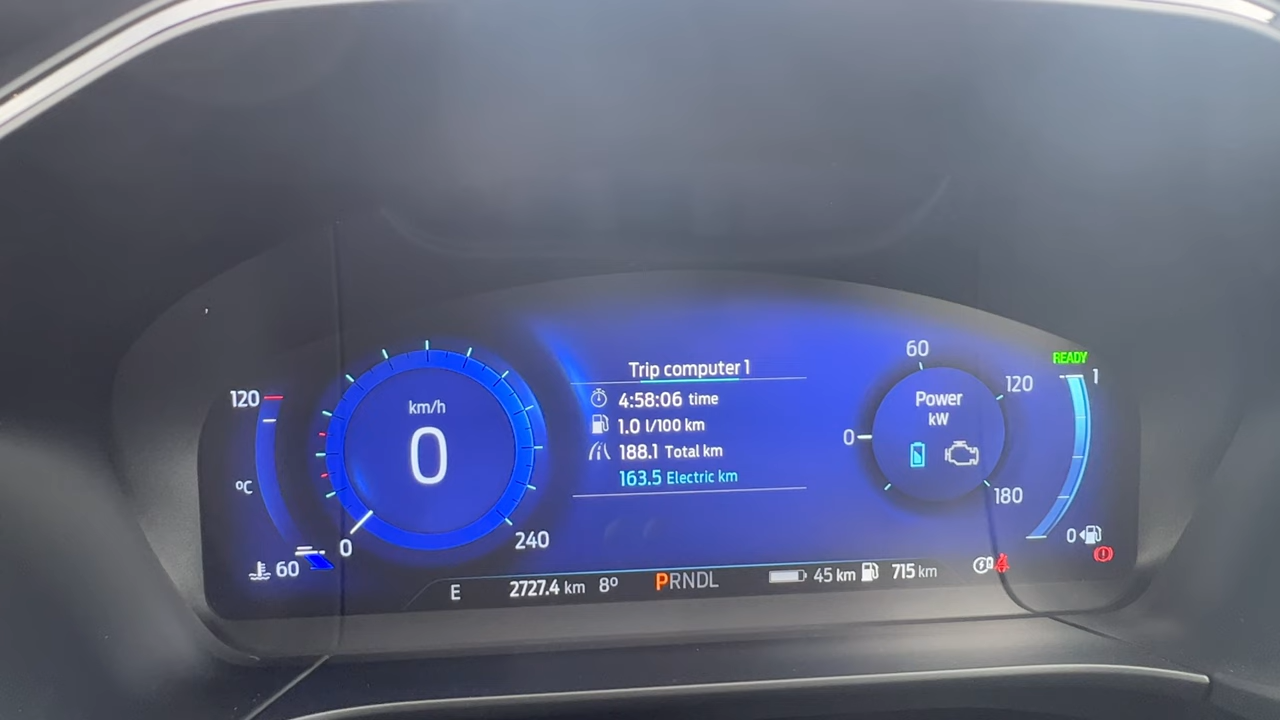 READY
120
km/h
0
°C
60
0
240
Trip computer 1
4:58:06 time
1.0 l/100 km
188.1 Total km
163.5 Electric km
60
120
Power
kW
0
180
1
0
E 2727.4 km 8° PRNDL 45 km 715 km